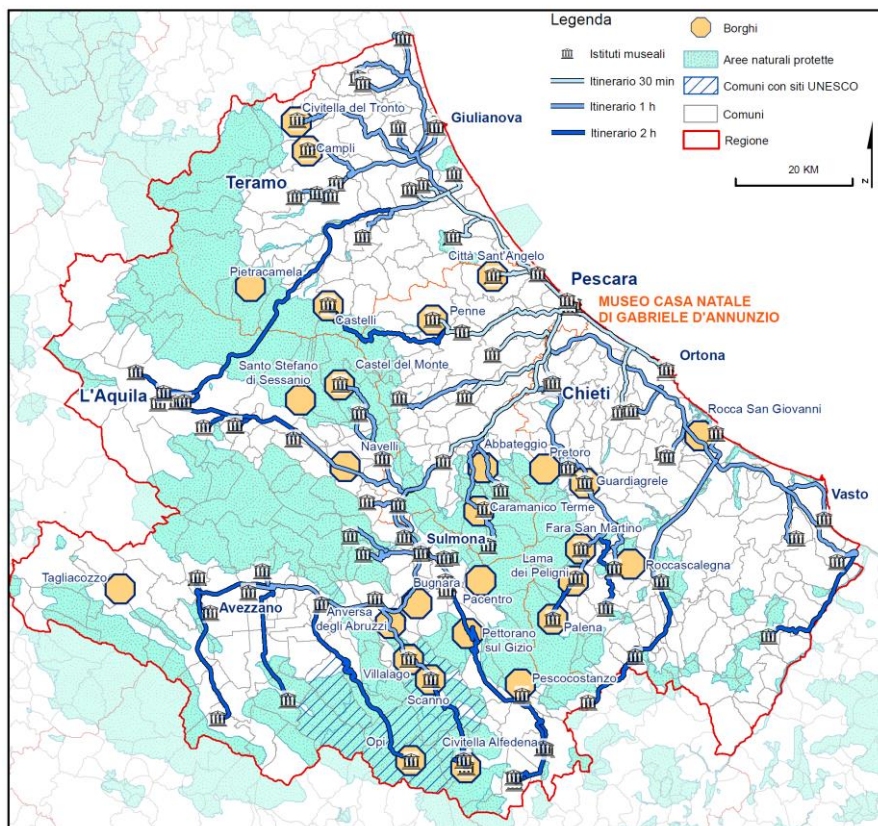 Legenda
Istituti museali
Itinerario 30 min
Itinerario 1 h
Itinerario 2 h
Borghi
Aree naturali protette
Comuni con siti UNESCO
Comuni
Regione
20 KM
N
Civitella del Tronto
Giulianova
Campli
Teramo
Pietracamela
Città Sant'Angelo
Pescara
MUSEO CASA NATALE
DI GABRIELE D'ANNUNZIO
Castelli
Penne
Ortona
Santo Stefano
di Sessanio
Castel del Monte
L'Aquila
Chieti
Rocca San Giovanni
Navelli
Abbateggio
Pretoro
Guardiagrele
Vasto
Caramanico Terme
Fara San Martino
Sulmona
Lama
dei Peligni
Roccascalegna
Tagliacozzo
Bugnara
Pacentro
Avezzano
Anversa
degli Abruzzi
Palena
Pettorano
sul Gizio
Villalago
Pescocostanzo
Scanno
Opi
Civitella Alfedena